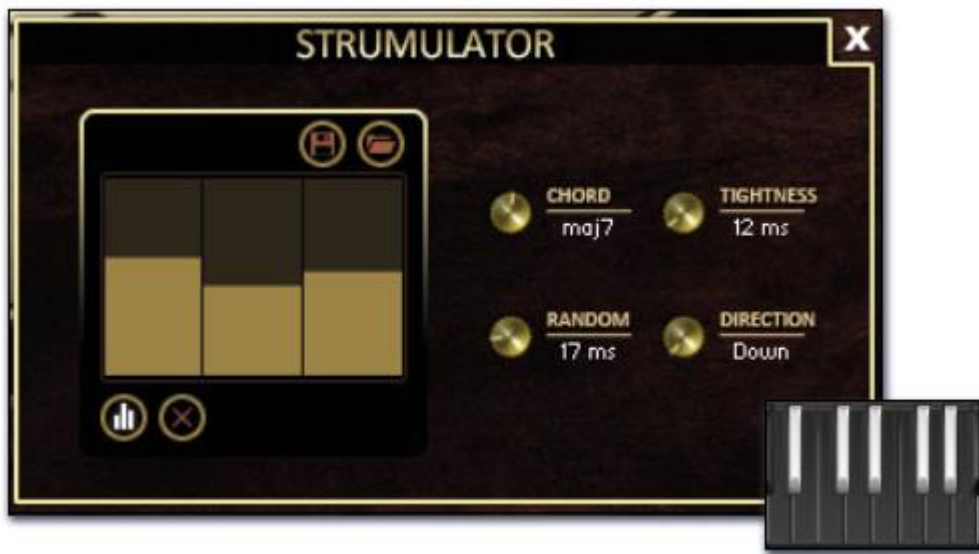 STRUMULATOR
X
CHORD
maj7
TIGHTNESS
12 ms
RANDOM
17 ms
DIRECTION
Down